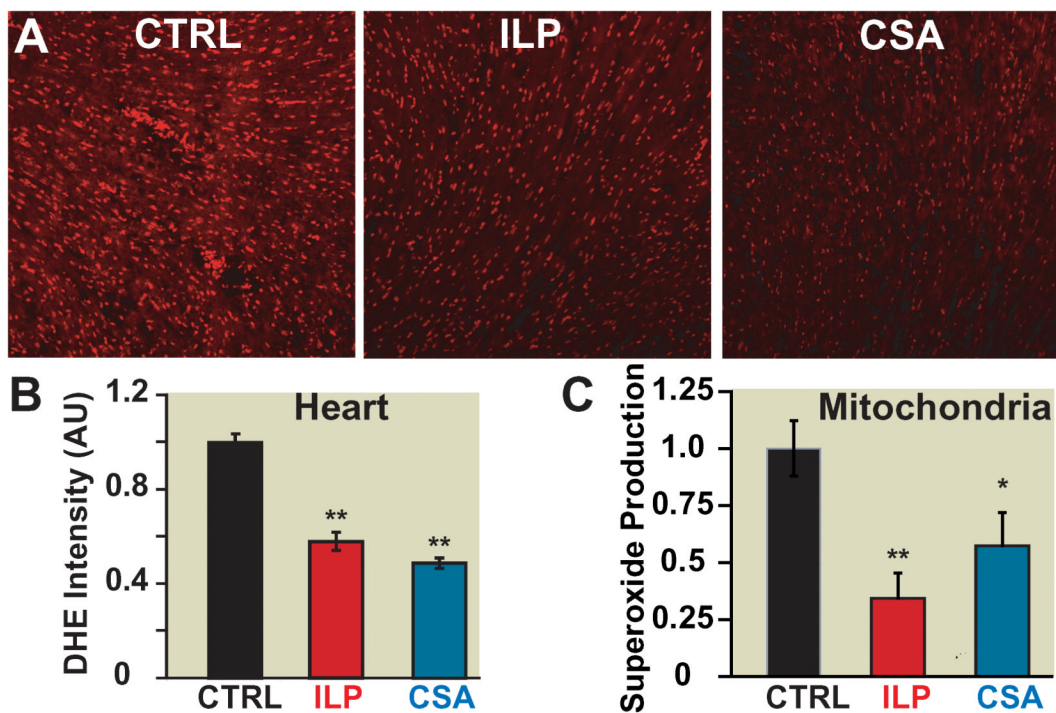 A
CTRL
ILP
CSA
B
Heart
DHE Intensity (AU)
1.2
0.8
0.4
0
**
**
CTRL
ILP
CSA
C
Mitochondria
Superoxide Production
1.25
1.0
0.75
0.5
0.25
0
**
*
CTRL
ILP
CSA